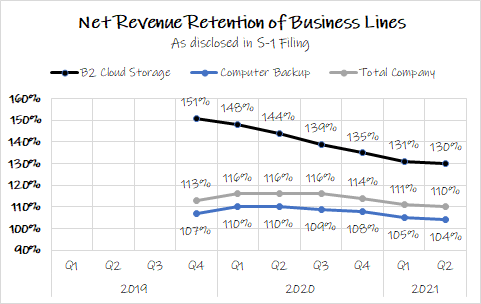 Net Revenue Retention of Business Lines
As disclosed in S-1 Filing
B2 Cloud Storage Computer Backup Total Company
160%
150%
140%
130%
120%
110%
100%
90%
151% 148% 144% 139% 135% 131% 130%
113% 116% 116% 116% 114% 111% 110%
107% 110% 110% 109% 108% 105% 104%
Q1 Q2 Q3 Q4 Q1 Q2 Q3 Q4 Q1 Q2
2019 2020 2021